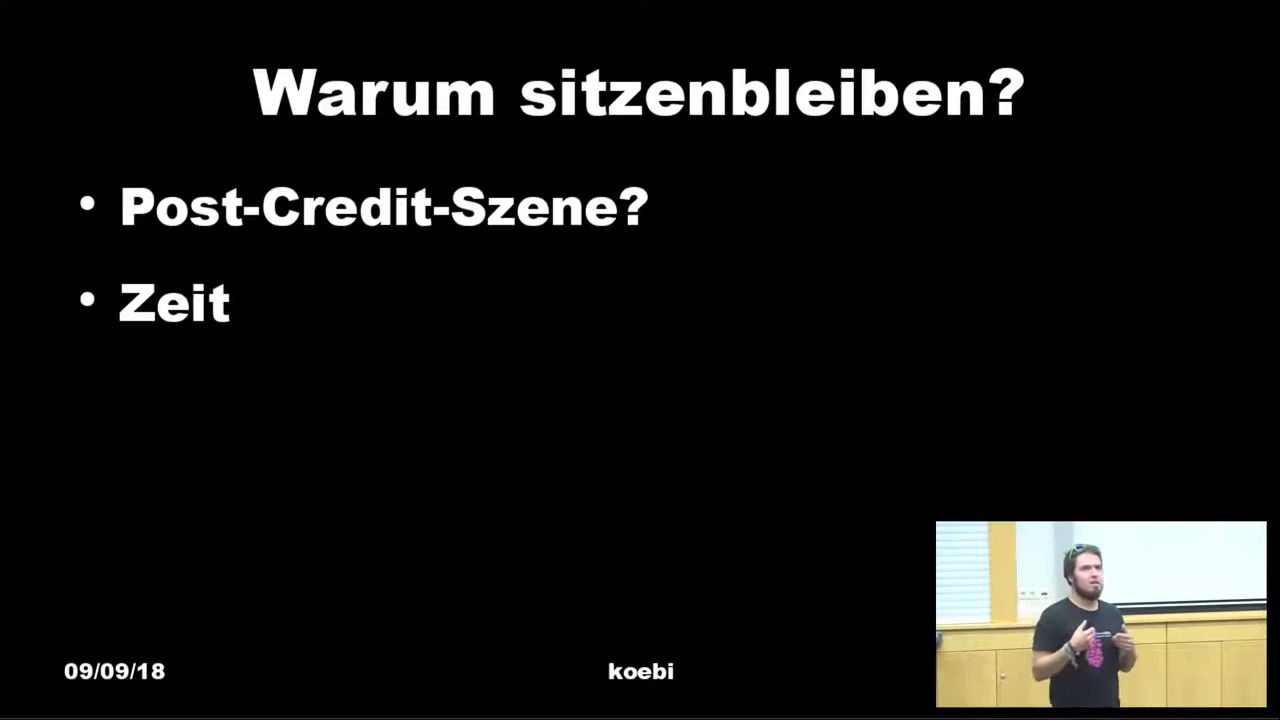 Warum sitzenbleiben?
• Post-Credit-Szene?
• Zeit
09/09/18
koebi